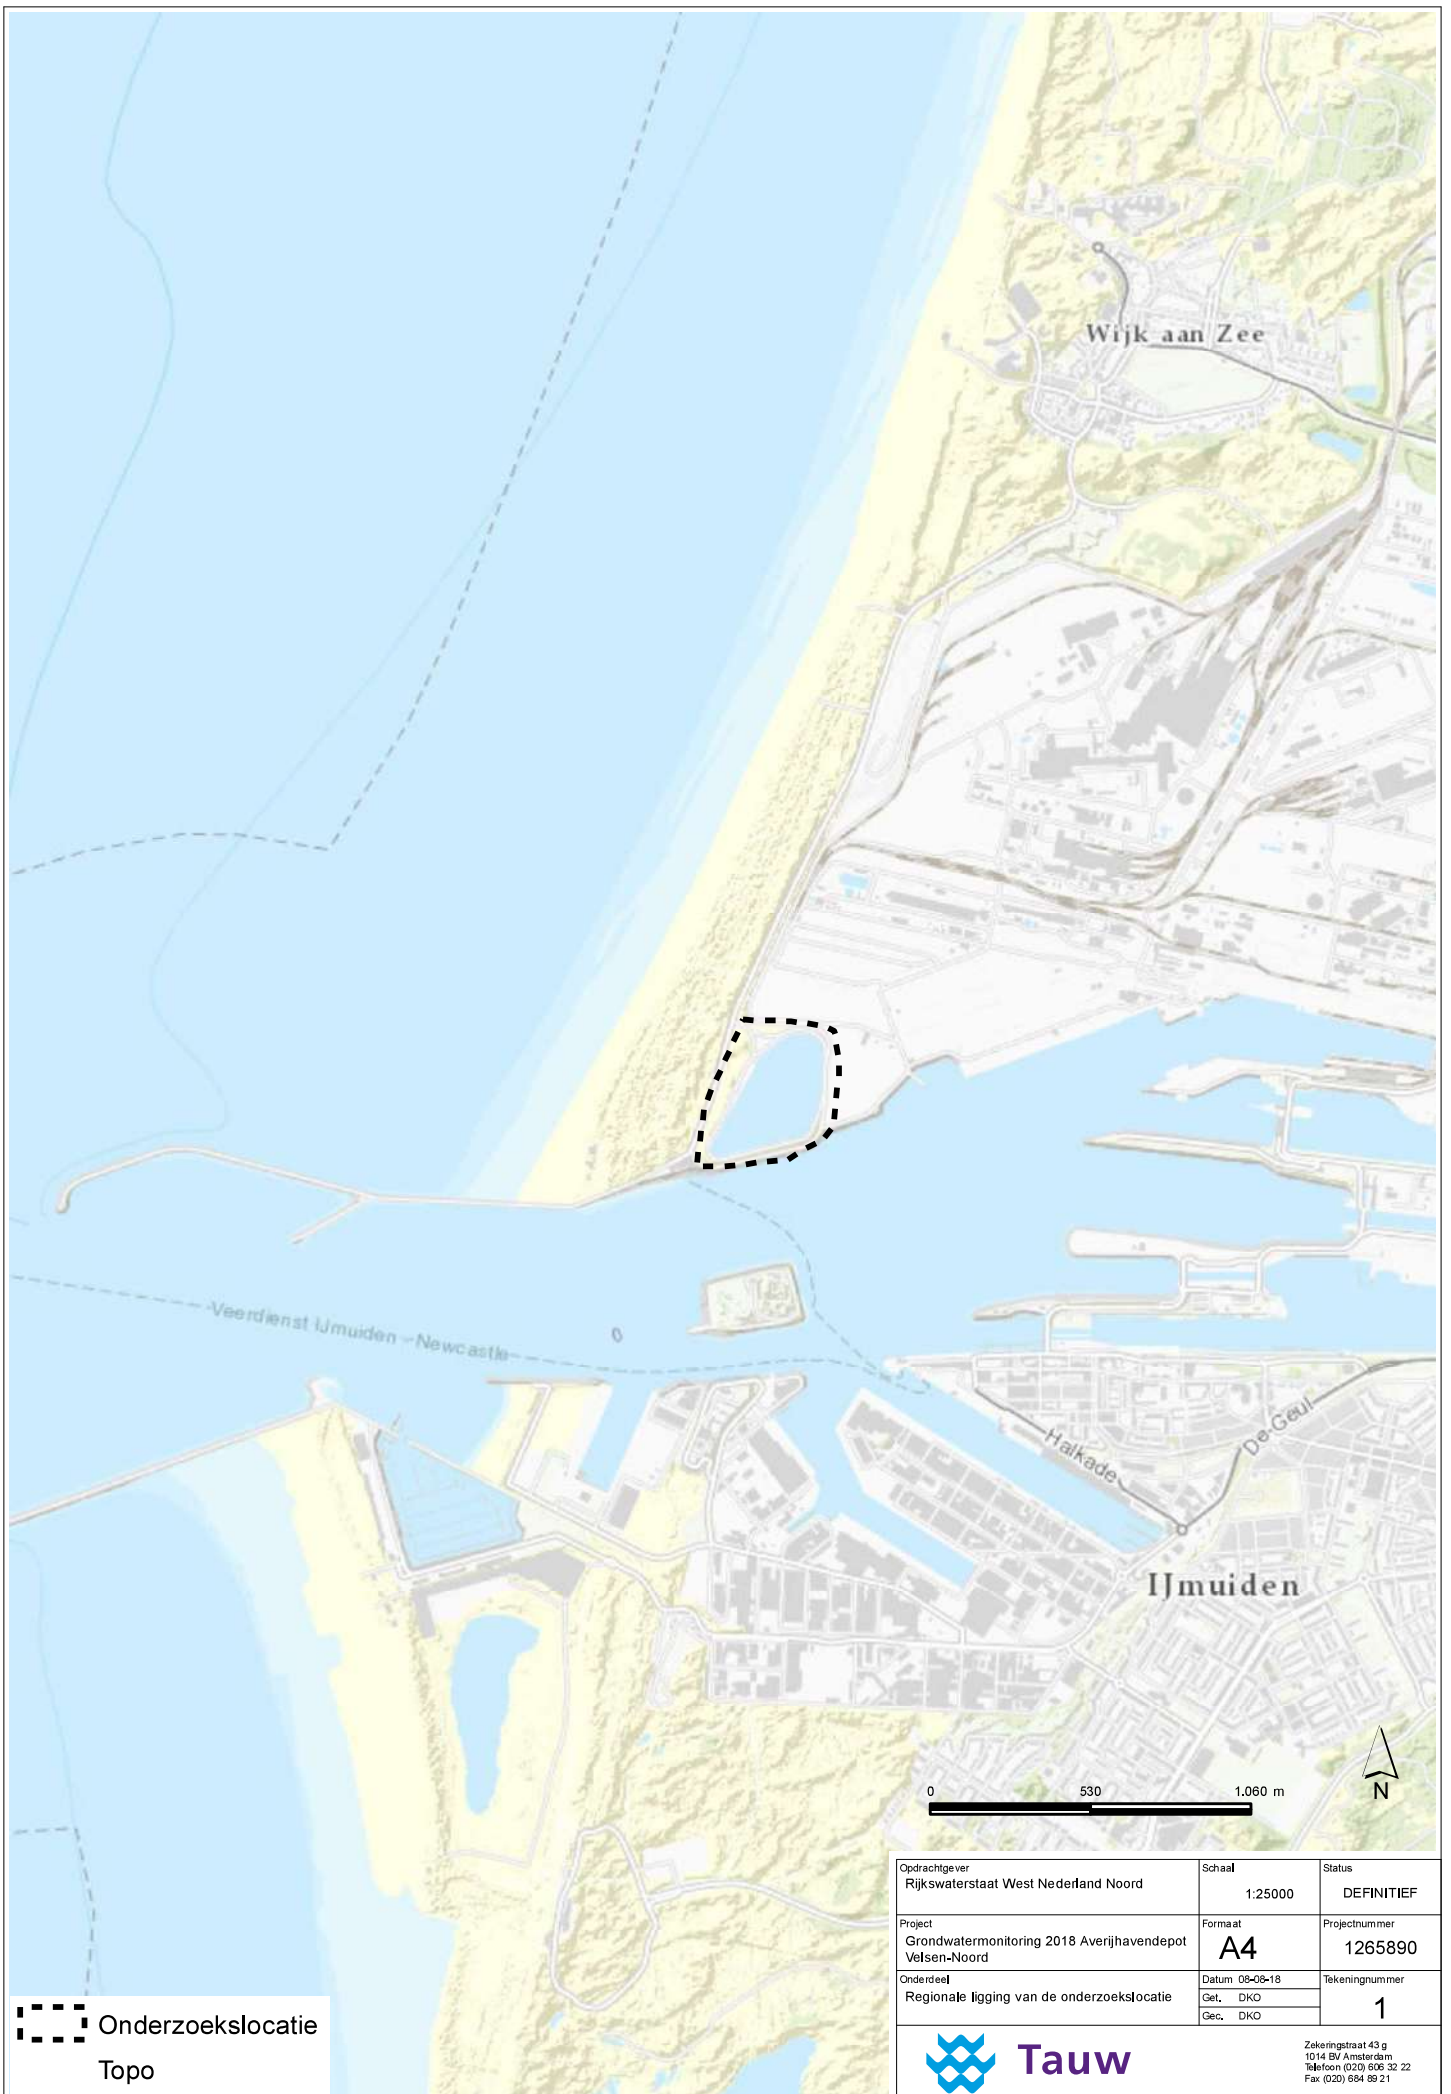 Wijk aan Zee
Veerdienst IJmuiden - Newcastle
Halkade
De Geul
IJmuiden
0 530 1.060 m
N
Opdrachtgever
Rijkswaterstaat West Nederland Noord
Schaal
1:25000
Status
DEFINITIEF
Project
Grondwatermonitoring 2018 Averijhavendepot
Velsen-Noord
Formaat
A4
Projectnummer
1265890
Onderdeel
Regionale ligging van de onderzoekslocatie
Datum 08-08-18
Get. DKO
Gec. DKO
Tekeningnummer
1
Onderzoekslocatie
Topo
Tauw
Zekeringstraat 43 g
1014 BV Amsterdam
Telefoon (020) 606 32 22
Fax (020) 684 89 21